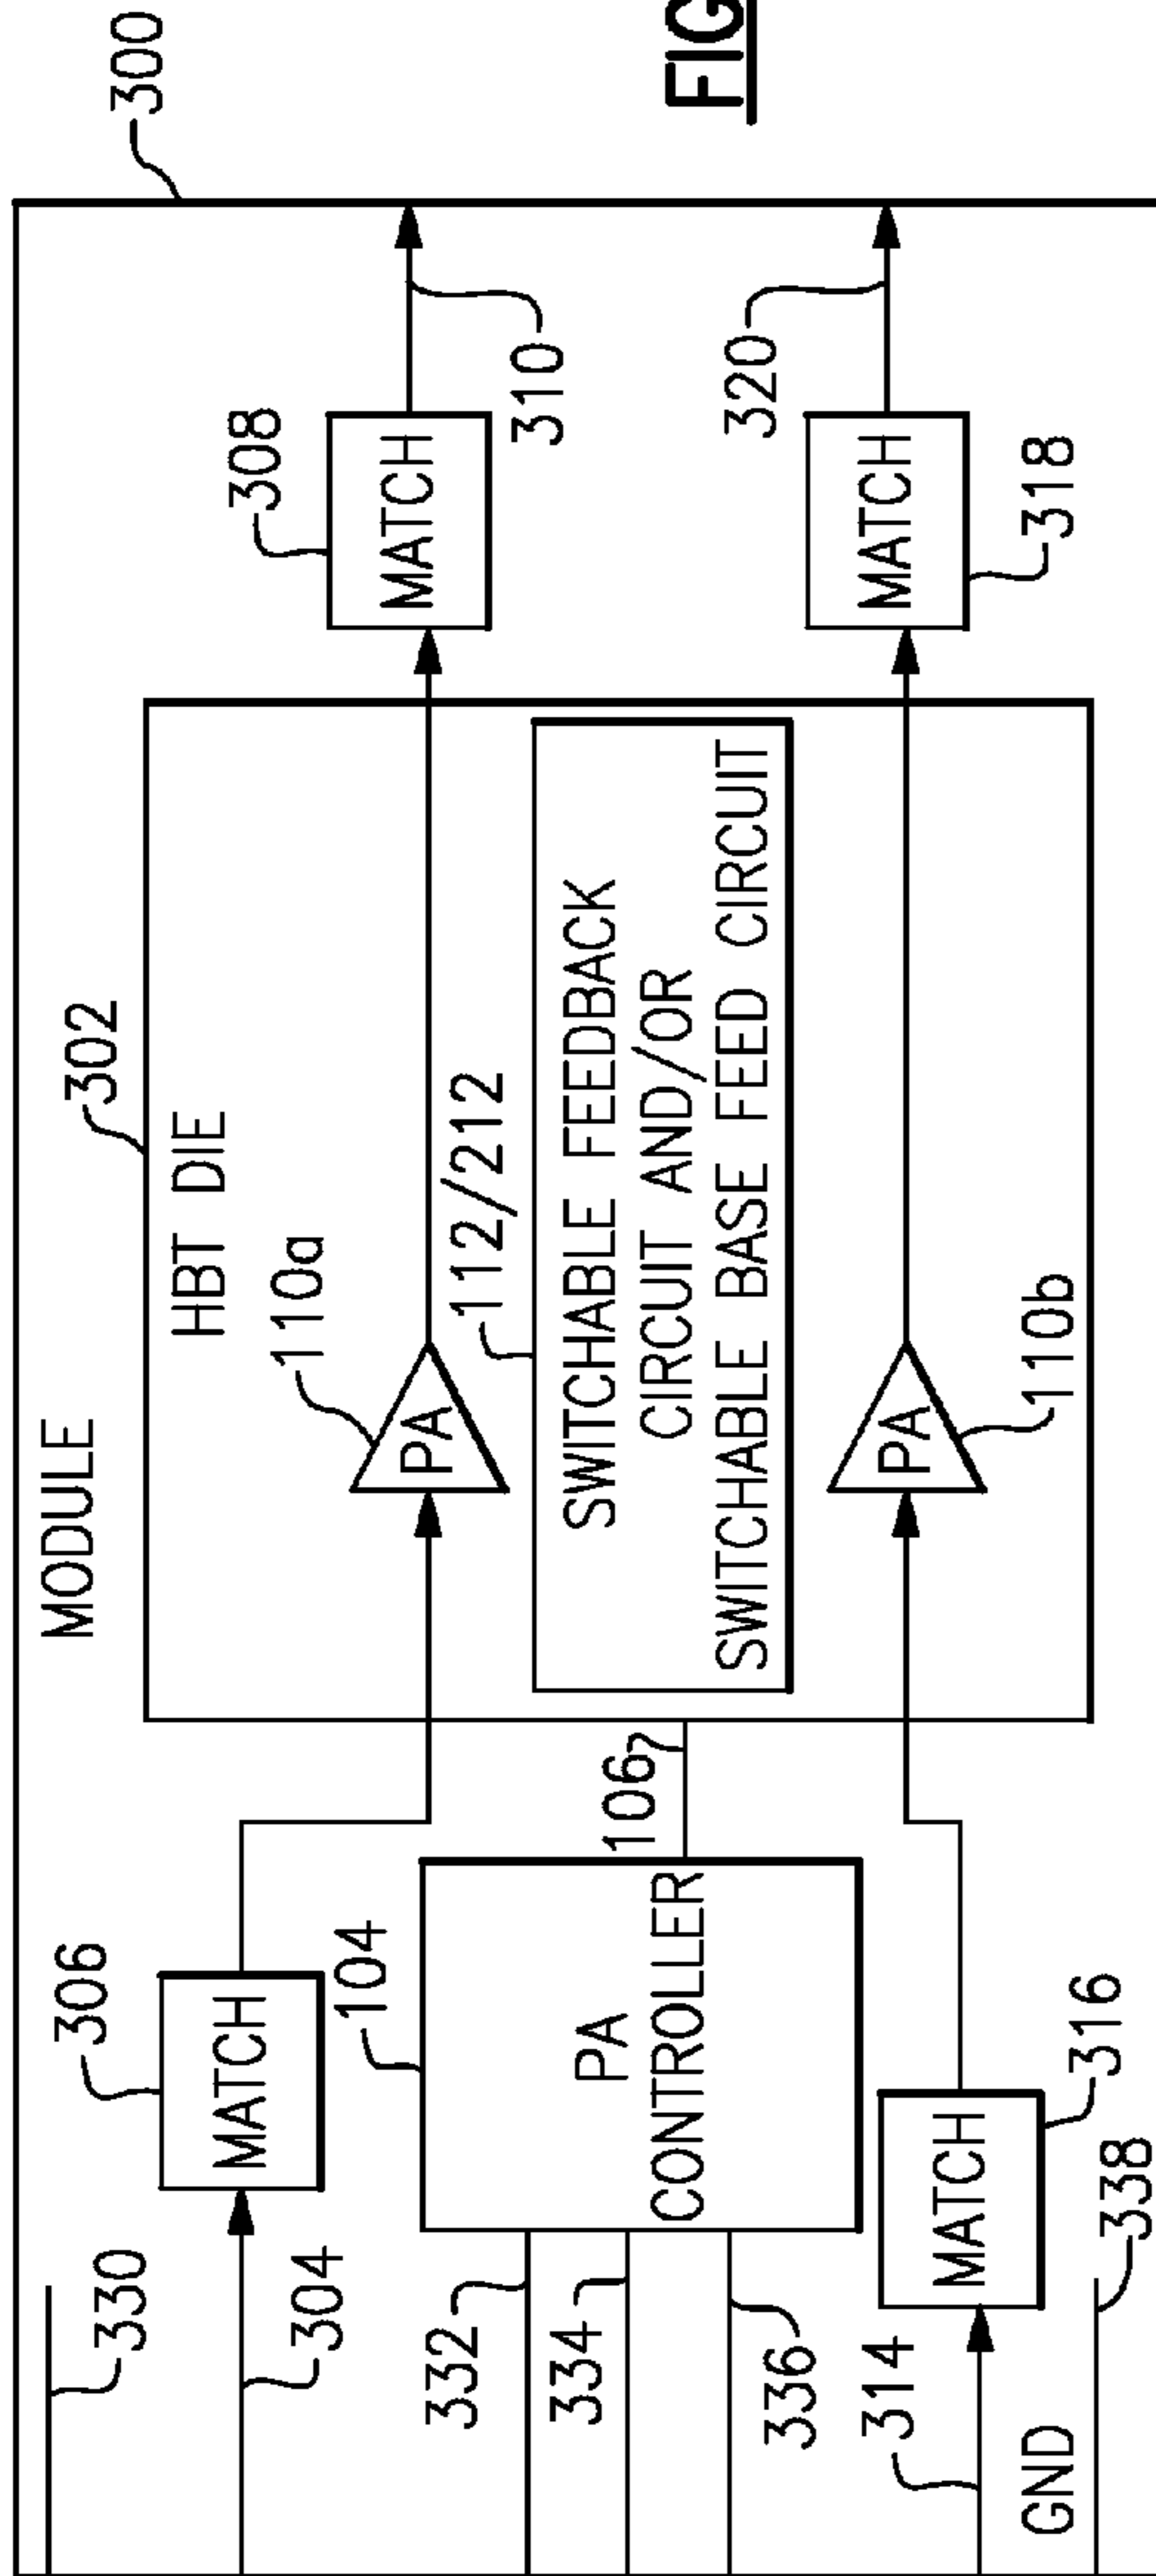 300
MODULE
302
HBT DIE
330
304
306
MATCH
110a
PA
308
MATCH
310
104
PA
CONTROLLER
332
334
336
106
112/212
SWITCHABLE FEEDBACK
CIRCUIT AND/OR
SWITCHABLE BASE FEED CIRCUIT
314
MATCH
316
PA
110b
320
MATCH
318
GND
338
FIG